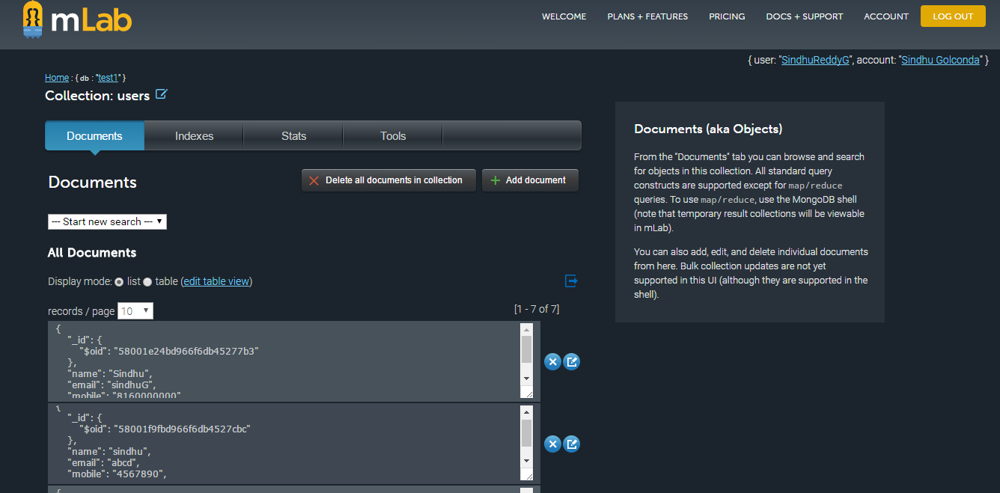 mLab
WELCOME PLANS + FEATURES PRICING DOCS + SUPPORT ACCOUNT LOG OUT
{ user: "SindhuReddyG", account: "Sindhu Golconda" }
Home : { db : "test1" }
Collection: users
Documents Indexes Stats Tools
Documents
Delete all documents in collection
Add document
--- Start new search ---
All Documents
Display mode: list table (edit table view)
records / page 10
[1 - 7 of 7]
{
"_id": {
"$oid": "58001e24bd966f6db45277b3"
},
"name": "Sindhu",
"email": "sindhuG",
"mobile": "8160000000"
{
"_id": {
"$oid": "58001f9fbd966f6db4527cbc"
},
"name": "sindhu",
"email": "abcd",
"mobile": "4567890",
{
Documents (aka Objects)
From the "Documents" tab you can browse and search
for objects in this collection. All standard query
constructs are supported except for map/reduce
queries. To use map/reduce, use the MongoDB shell
(note that temporary result collections will be viewable
in mLab).
You can also add, edit, and delete individual documents
from here. Bulk collection updates are not yet
supported in this UI (although they are supported in the
shell).